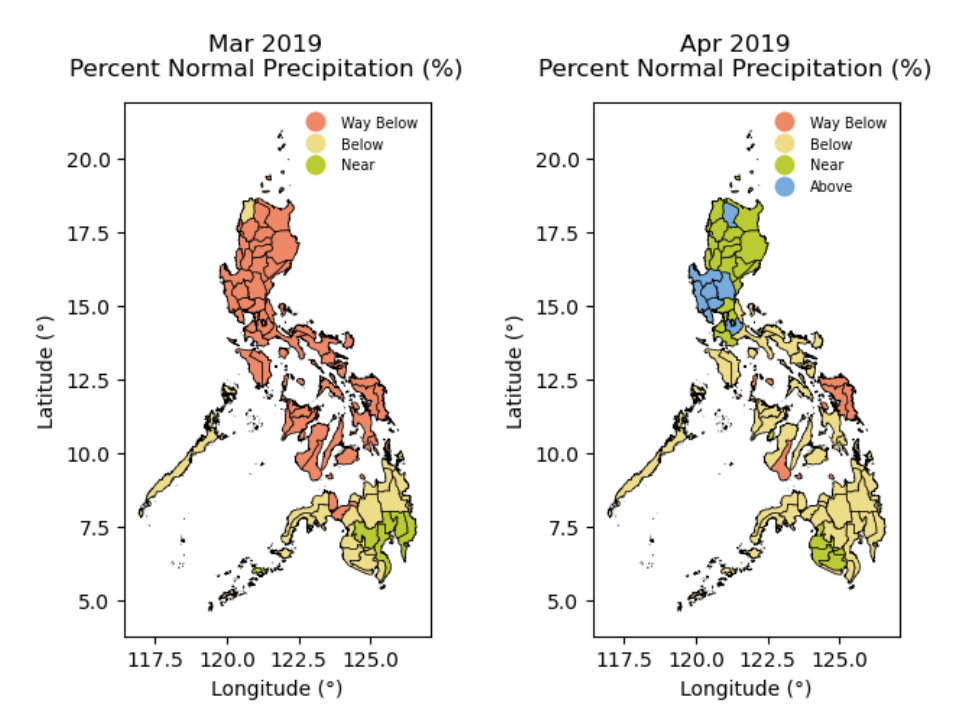 Mar 2019
Percent Normal Precipitation (%)
Way Below
Below
Near
20.0
17.5
15.0
12.5
10.0
7.5
5.0
Latitude (°)
117.5 120.0 122.5 125.0
Longitude (°)
Apr 2019
Percent Normal Precipitation (%)
Way Below
Below
Near
Above
20.0
17.5
15.0
12.5
10.0
7.5
5.0
Latitude (°)
117.5 120.0 122.5 125.0
Longitude (°)